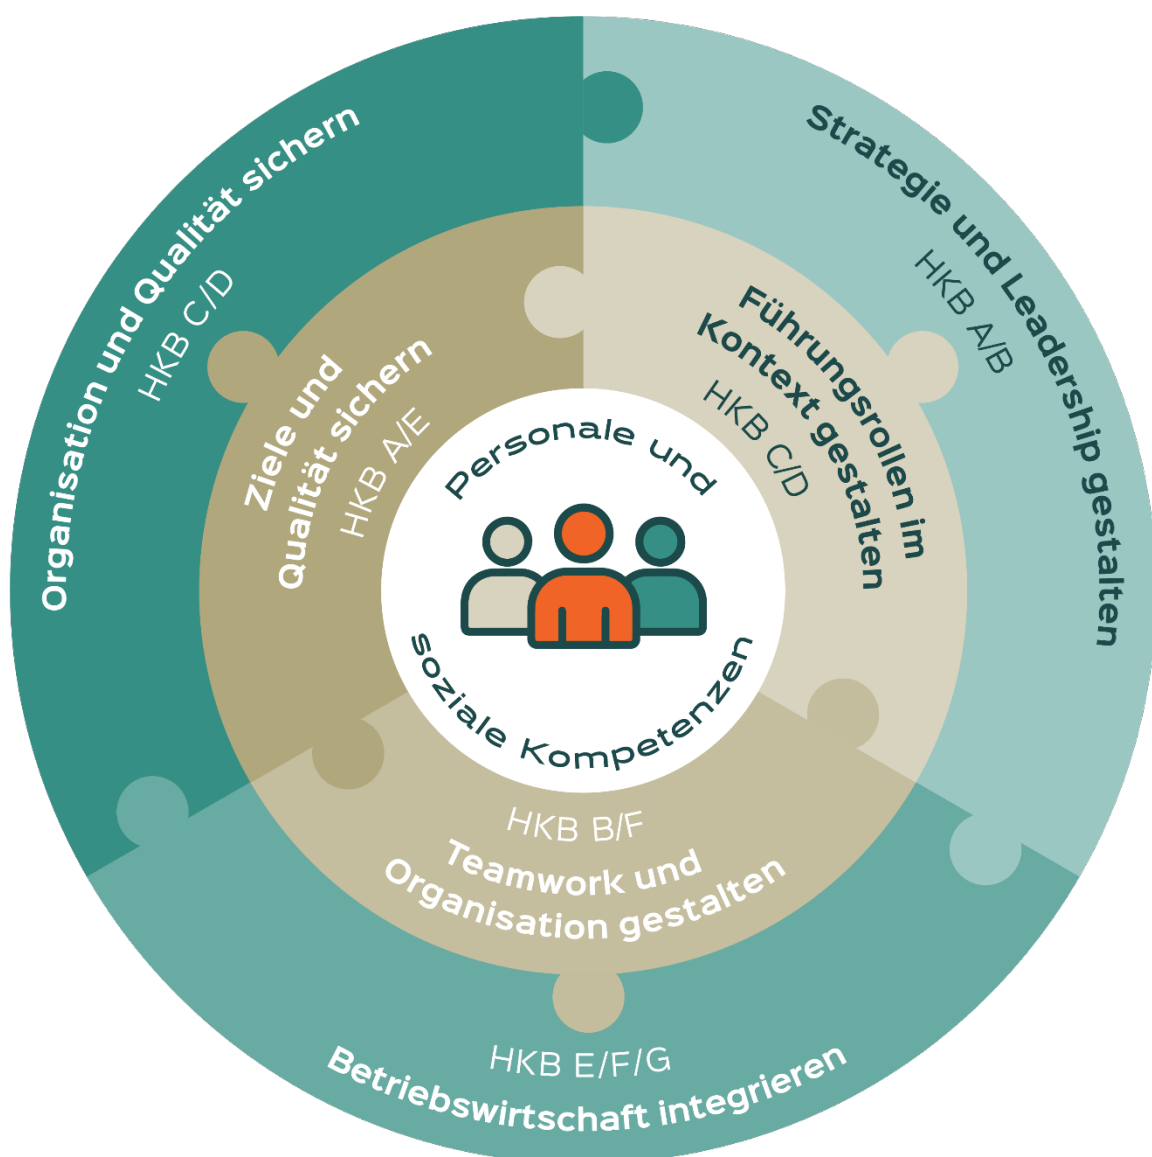 Organisation und Qualität sichern
HKB C/D
Strategie und Leadership gestalten
HKB A/B
Ziele und
Qualität sichern
HKB A/E
Führungsrollen im
Kontext gestalten
HKB C/D
Personale und
soziale Kompetenzen
HKB B/F
Teamwork und
Organisation gestalten
HKB E/F/G
Betriebswirtschaft integrieren